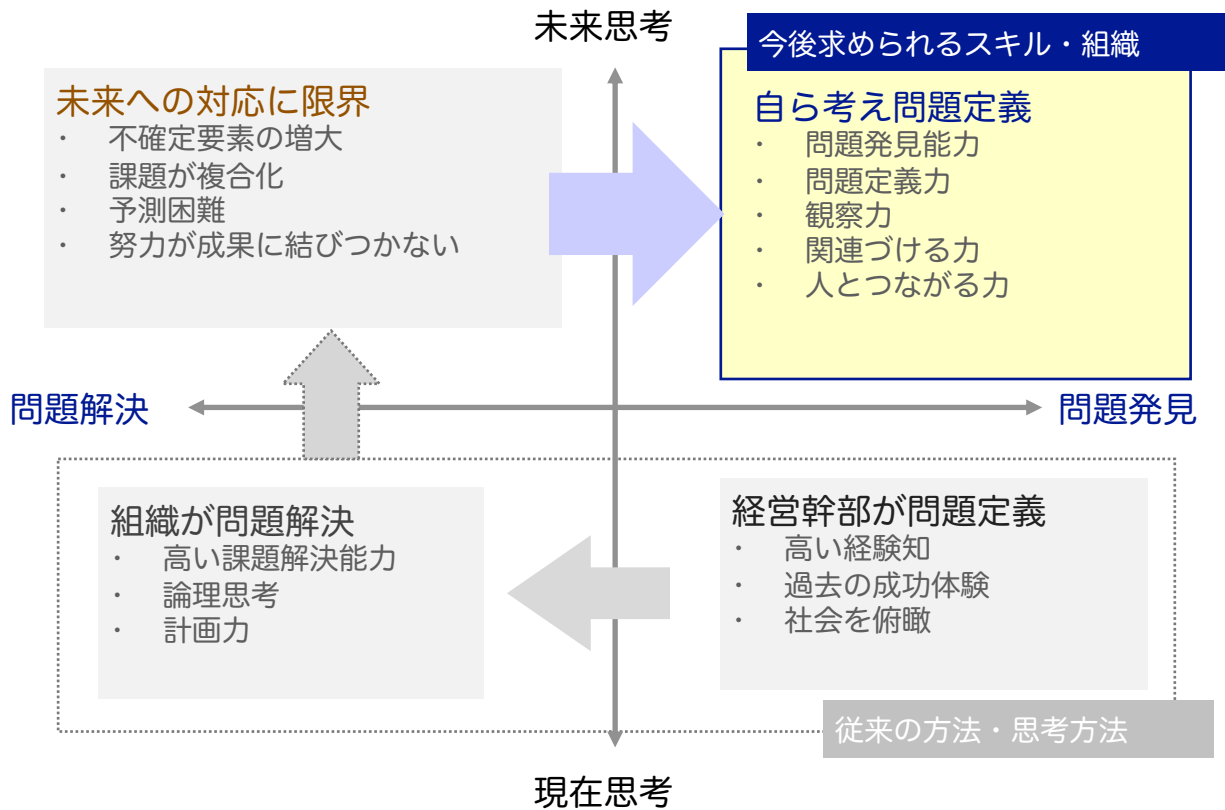 未来思考
今後求められるスキル・組織
未来への対応に限界
・ 不確定要素の増大
・ 課題が複合化
・ 予測困難
・ 努力が成果に結びつかない
自ら考え問題定義
・ 問題発見能力
・ 問題定義力
・ 観察力
・ 関連づける力
・ 人とつながる力
問題解決
問題発見
組織が問題解決
・ 高い課題解決能力
・ 論理思考
・ 計画力
経営幹部が問題定義
・ 高い経験知
・ 過去の成功体験
・ 社会を俯瞰
従来の方法・思考方法
現在思考